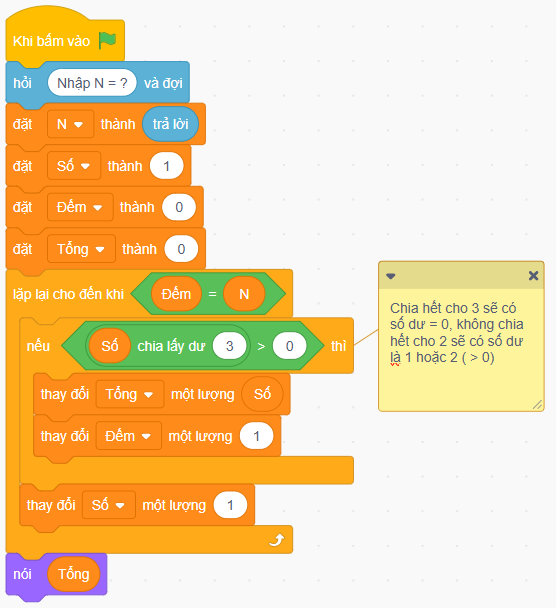 Khi bấm vào
hỏi Nhập N = ? và đợi
đặt N thành trả lời
đặt Số thành 1
đặt Đếm thành 0
đặt Tổng thành 0
lặp lại cho đến khi Đếm = N
nếu Số chia lấy dư 3 > 0 thì
thay đổi Tổng một lượng Số
thay đổi Đếm một lượng 1
thay đổi Số một lượng 1
nói Tổng
Chia hết cho 3 sẽ có
số dư = 0, không chia
hết cho 2 sẽ có số dư
là 1 hoặc 2 ( > 0)